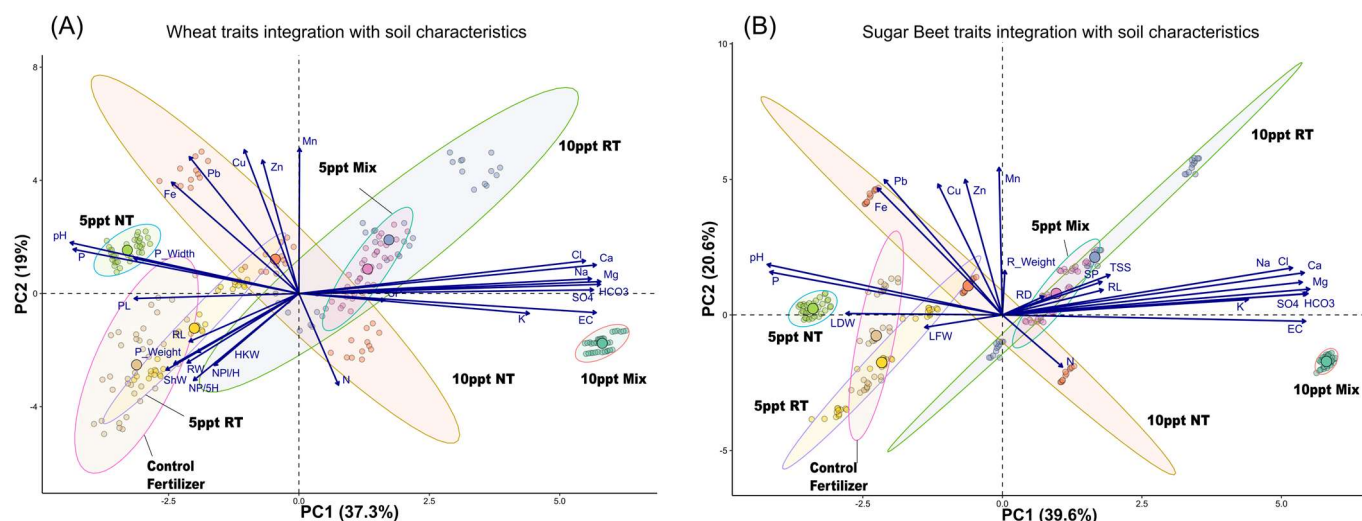 (A)
Wheat traits integration with soil characteristics
8
4
0
-4
PC2 (19%)
-2.5
0.0
2.5
5.0
PC1 (37.3%)
Mn
Cu
Zn
Pb
Fe
10ppt RT
5ppt Mix
5ppt NT
pH
P
P_Width
Cl
Ca
Na
Mg
HCO3
SO4
K
EC
PL
RL
P_Weight
HKW
RW
NPI/H
ShW
NP/5H
N
10ppt Mix
10ppt NT
5ppt RT
Control
Fertilizer
(B)
Sugar Beet traits integration with soil characteristics
10
5
0
-5
PC2 (20.6%)
-2.5
0.0
2.5
5.0
PC1 (39.6%)
10ppt RT
Pb
Fe
Cu
Zn
Mn
5ppt Mix
pH
P
R_Weight
SP
TSS
RD
RL
Na
Cl
Ca
Mg
HCO3
SO4
K
EC
LDW
LFW
5ppt NT
N
10ppt Mix
5ppt RT
10ppt NT
Control
Fertilizer